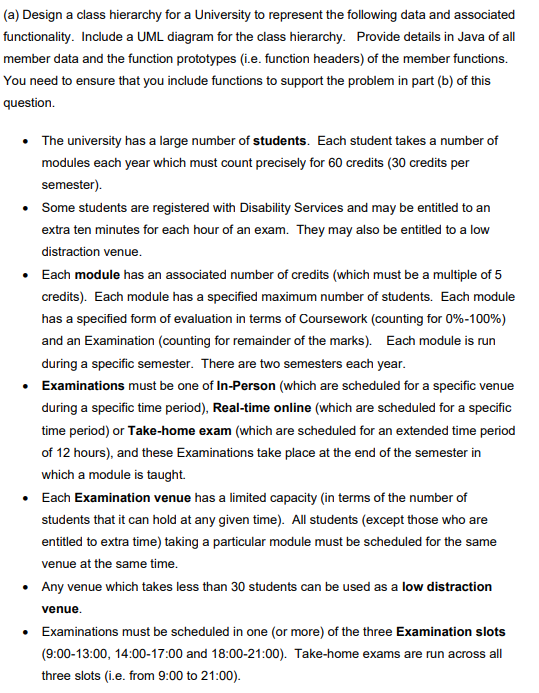 (a) Design a class hierarchy for a University to represent the following data and associated
functionality.  Include a UML diagram for the class hierarchy.   Provide details in Java of all
member data and the function prototypes (i.e. function headers) of the member functions.
You need to ensure that you include functions to support the problem in part (b) of this
question.
• The university has a large number of students.  Each student takes a number of
modules each year which must count precisely for 60 credits (30 credits per
semester).
• Some students are registered with Disability Services and may be entitled to an
extra ten minutes for each hour of an exam.  They may also be entitled to a low
distraction venue.
• Each module has an associated number of credits (which must be a multiple of 5
credits).  Each module has a specified maximum number of students.  Each module
has a specified form of evaluation in terms of Coursework (counting for 0%-100%)
and an Examination (counting for remainder of the marks).   Each module is run
during a specific semester.  There are two semesters each year.
• Examinations must be one of In-Person (which are scheduled for a specific venue
during a specific time period), Real-time online (which are scheduled for a specific
time period) or Take-home exam (which are scheduled for an extended time period
of 12 hours), and these Examinations take place at the end of the semester in
which a module is taught.
• Each Examination venue has a limited capacity (in terms of the number of
students that it can hold at any given time).  All students (except those who are
entitled to extra time) taking a particular module must be scheduled for the same
venue at the same time.
• Any venue which takes less than 30 students can be used as a low distraction
venue.
• Examinations must be scheduled in one (or more) of the three Examination slots
(9:00-13:00, 14:00-17:00 and 18:00-21:00).  Take-home exams are run across all
three slots (i.e. from 9:00 to 21:00).